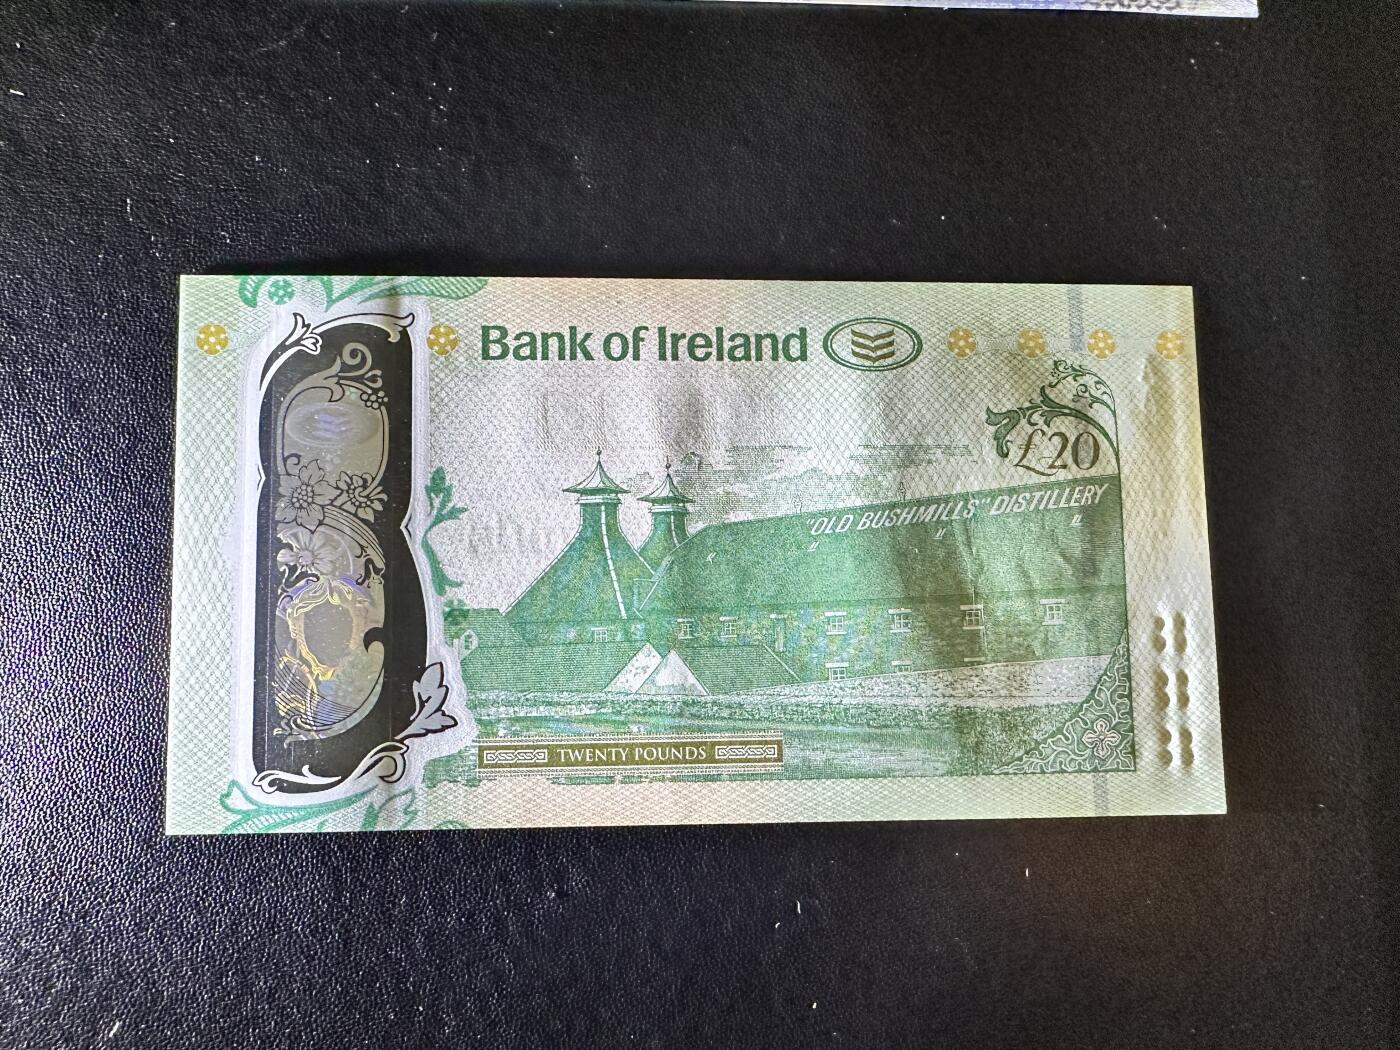 Bank of Ireland
£20
"OLD BUSHMILLS" DISTILLERY
TWENTY POUNDS